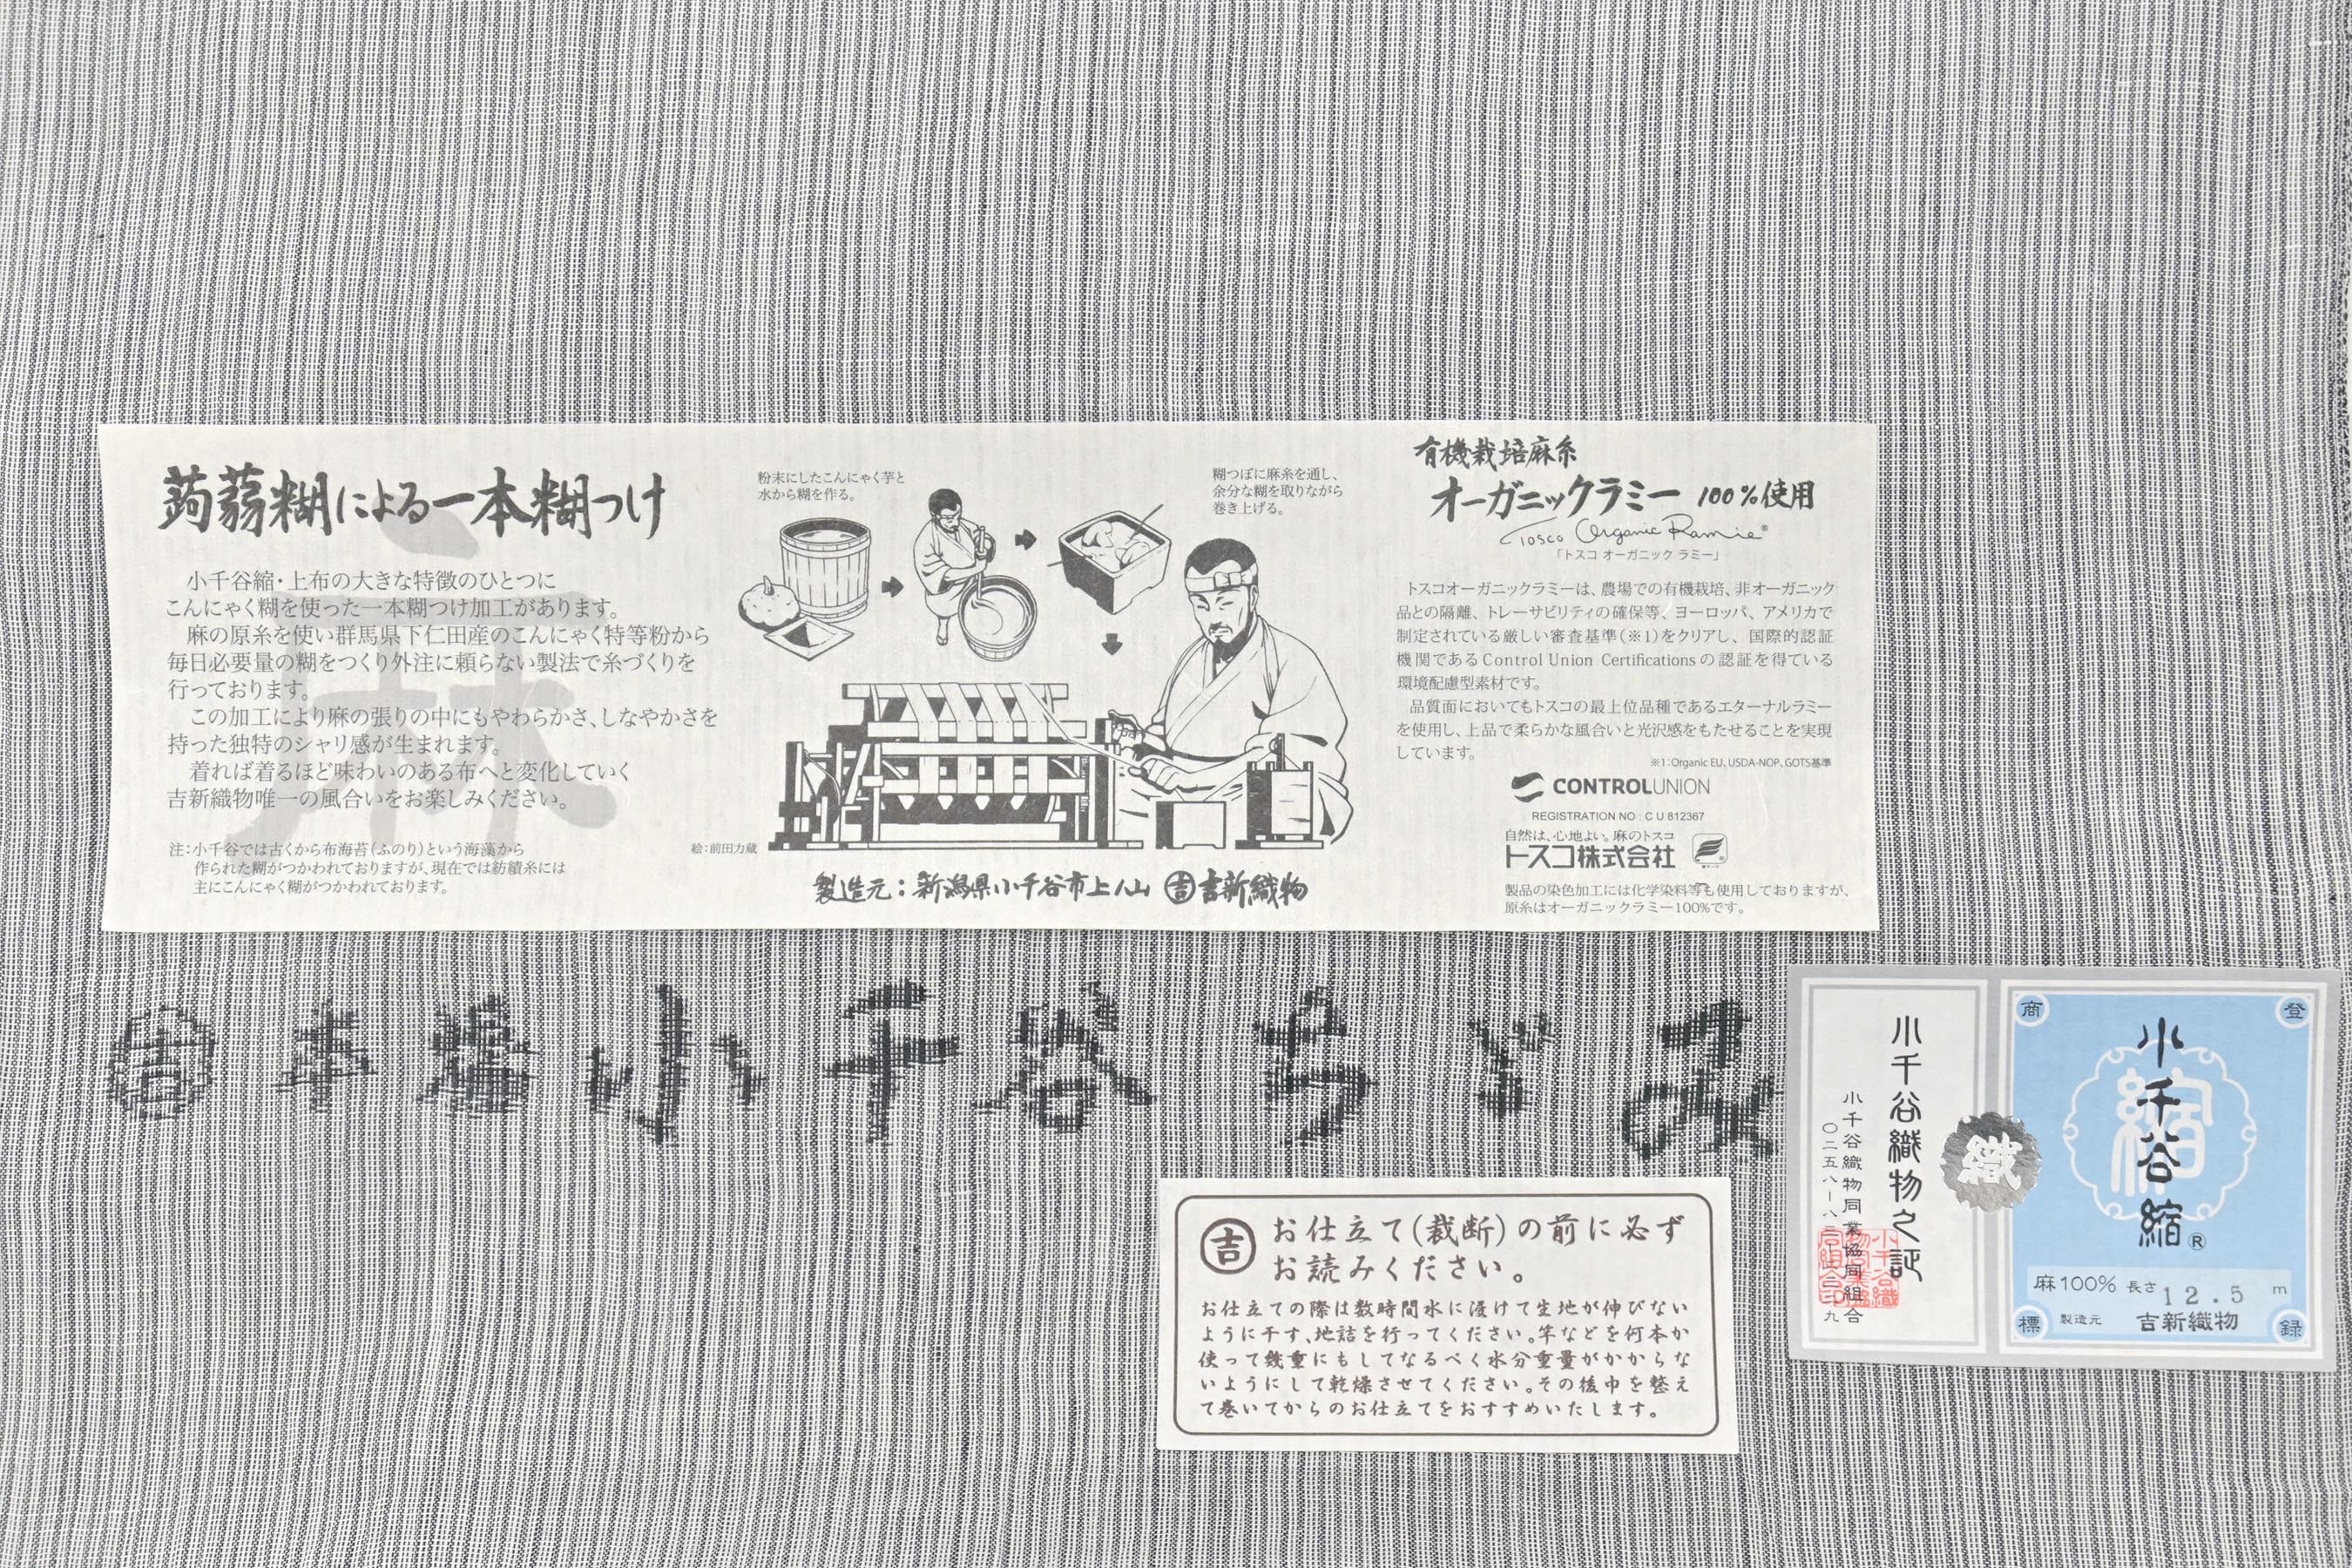 蒟蒻糊による一本糊つけ
小千谷縮・上布の大きな特徴のひとつに
こんにゃく糊を使った一本糊つけ加工があります。
麻の原糸を使い群馬県下仁田産のこんにゃく特等粉から
毎日必要量の糊をつくり外注に頼らない製法で糸づくりを
行っております。
この加工により麻の張りの中にもやわらかさ、しなやかさを
持った独特のシャリ感が生まれます。
着れば着るほど味わいのある布へと変化していく
吉新織物唯一の風合いをお楽しみください。
注:小千谷では古くから布海苔(ふのり)という海藻から
作られた糊がつかわれておりますが、現在では紡績糸には
主にこんにゃく糊がつかわれております。
麻
粉末にしたこんにゃく芋と
水から糊を作る。
糊つぼに麻糸を通し、
余分な糊を取りながら
巻き上げる。
絵:前田力蔵
製造元:新潟県小千谷市上ノ山 吉 吉新織物
有機栽培麻糸
オーガニックラミー 100%使用
Tosco Organic Ramie®
「トスコ オーガニック ラミー」
トスコオーガニックラミーは、農場での有機栽培、非オーガニック
品との隔離、トレーサビリティの確保等、ヨーロッパ、アメリカで
制定されている厳しい審査基準(※1)をクリアし、国際的認証
機関であるControl Union Certificationsの認証を得ている
環境配慮型素材です。
品質面においてもトスコの最上位品種であるエターナルラミー
を使用し、上品で柔らかな風合いと光沢感をもたせることを実現
しています。
※1:Organic EU、USDA-NOP、GOTS基準
CONTROLUNION
REGISTRATION NO : C U 812367
自然は、心地よい。麻のトスコ
トスコ株式会社
製品の染色加工には化学染料等も使用しておりますが、
原糸はオーガニックラミー100%です。
本場小千谷ちぢみ
吉 お仕立て(裁断)の前に必ず
お読みください。
お仕立ての際は数時間水に浸けて生地が伸びない
ように干す、地詰を行ってください。竿などを何本か
使って幾重にもしてなるべく水分重量がかからな
いようにして乾燥させてください。その後巾を整え
て巻いてからのお仕立てをおすすめいたします。
登録商標
小千谷縮®
縮
麻100% 長さ12.5 m
製造元 吉新織物
織
小千谷織物之証
小千谷織物同業協同組合